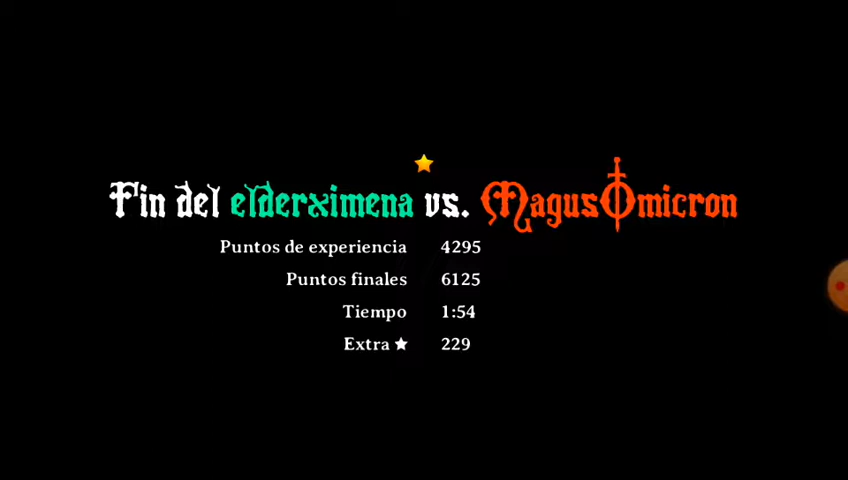 Fin del elderximena vs. MagusOmicron
Puntos de experiencia 4295
Puntos finales 6125
Tiempo 1:54
Extra ★ 229